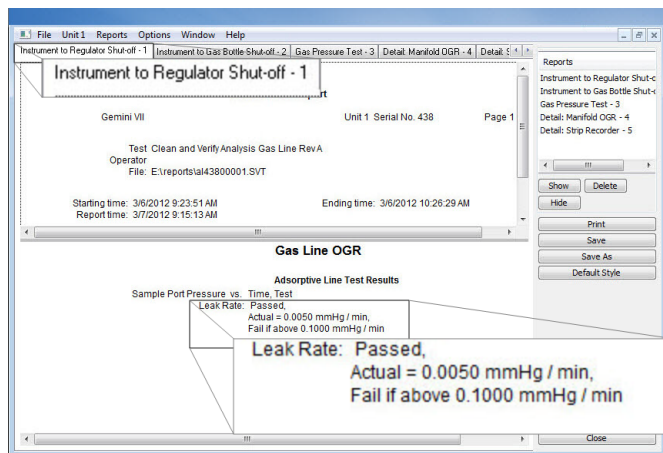 File Unit 1 Reports Options Window Help
Instrument to Regulator Shut-off - 1 Instrument to Gas Bottle Shut-off - 2 Gas Pressure Test - 3 Detail: Manifold OGR - 4 Detail: S
Instrument to Regulator Shut-off - 1
Gemini VII Unit 1 Serial No. 438 Page 1
Test Clean and Verify Analysis Gas Line Rev A
Operator
File: E:\reports\al43800001.SVT
Starting time: 3/6/2012 9:23:51 AM Ending time: 3/6/2012 10:26:29 AM
Report time: 3/7/2012 9:15:13 AM
Gas Line OGR
Adsorptive Line Test Results
Sample Port Pressure vs. Time, Test
Leak Rate: Passed,
Actual = 0.0050 mmHg / min,
Fail if above 0.1000 mmHg / min
Leak Rate: Passed,
Actual = 0.0050 mmHg / min,
Fail if above 0.1000 mmHg / min
Reports
Instrument to Regulator Shut-c
Instrument to Gas Bottle Shut-c
Gas Pressure Test - 3
Detail: Manifold OGR - 4
Detail: Strip Recorder - 5
Show Delete
Hide
Print
Save
Save As
Default Style
Close